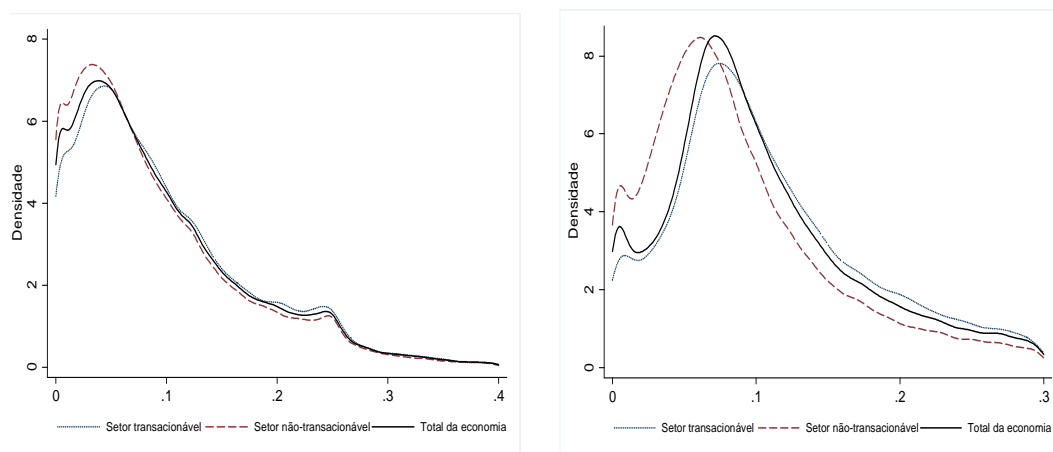 8
6
4
2
0
Densidade
0
.1
.2
.3
.4
Setor transacionável
Setor não-transacionável
Total da economia
8
6
4
2
0
Densidade
0
.1
.2
.3
Setor transacionável
Setor não-transacionável
Total da economia